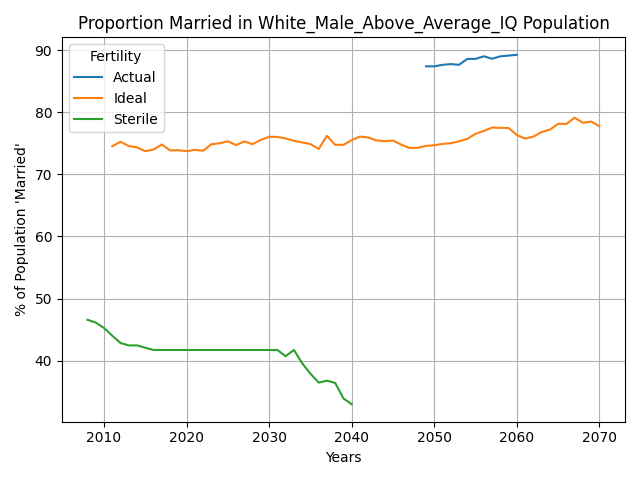 Proportion Married in White_Male_Above_Average_IQ Population
Fertility
Actual
Ideal
Sterile
% of Population 'Married'
90
80
70
60
50
40
2010
2020
2030
2040
2050
2060
2070
Years